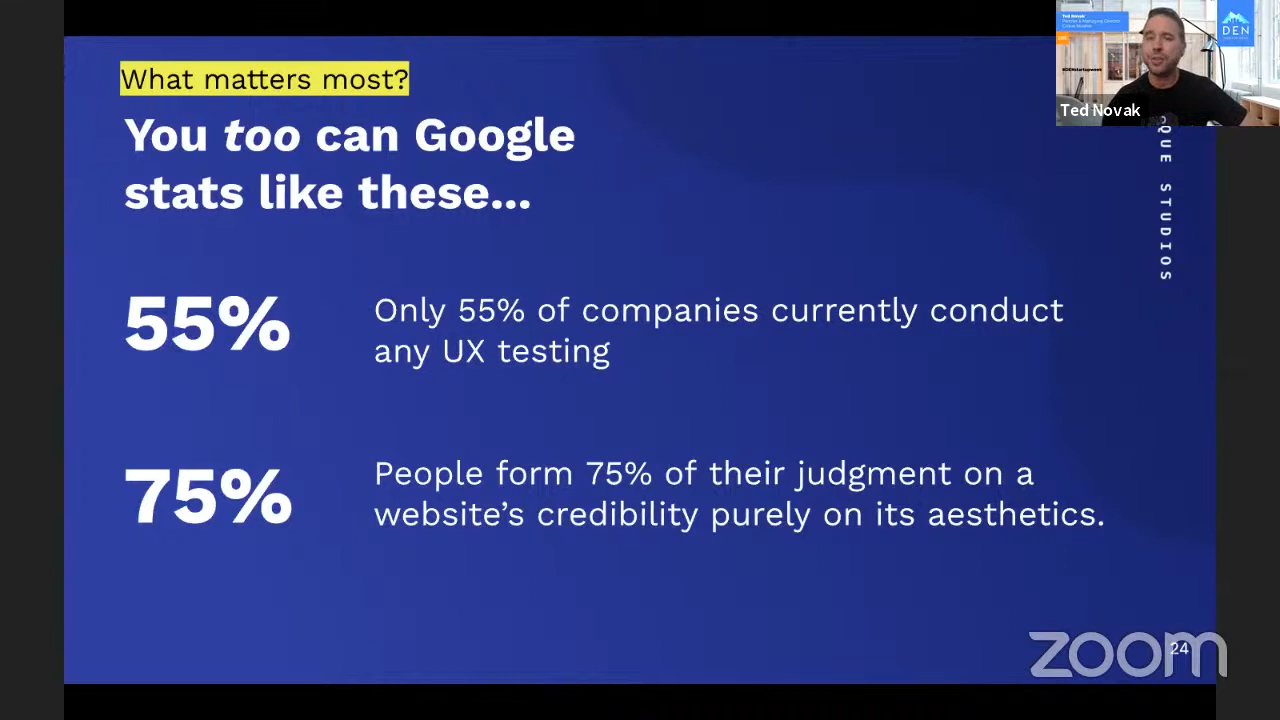 What matters most?
You too can Google
stats like these...
55%
Only 55% of companies currently conduct
any UX testing
75%
People form 75% of their judgment on a
website’s credibility purely on its aesthetics.
24
zoom
Ted Novak
Ted Novak
DEN
QUE STUDIOS